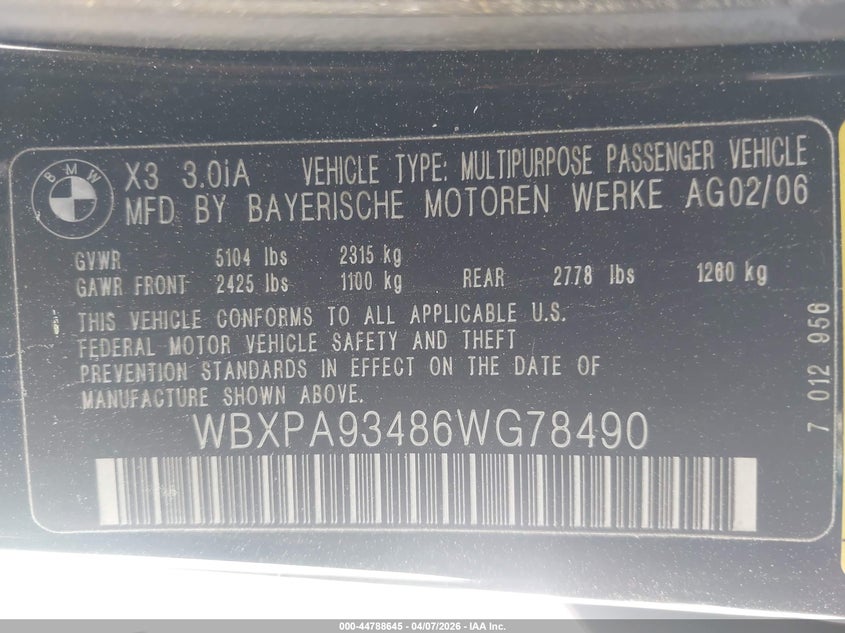 BMW
X3 3.0iA VEHICLE TYPE: MULTIPURPOSE PASSENGER VEHICLE
MFD BY BAYERISCHE MOTOREN WERKE AG02/06
GVWR 5104 lbs 2315 kg
GAWR FRONT 2425 lbs 1100 kg REAR 2778 lbs 1260 kg
THIS VEHICLE CONFORMS TO ALL APPLICABLE U.S.
FEDERAL MOTOR VEHICLE SAFETY AND THEFT
PREVENTION STANDARDS IN EFFECT ON THE DATE OF
MANUFACTURE SHOWN ABOVE.
WBXPA93486WG78490
7 012 956
000-44788645 - 04/07/2026 - IAA Inc.